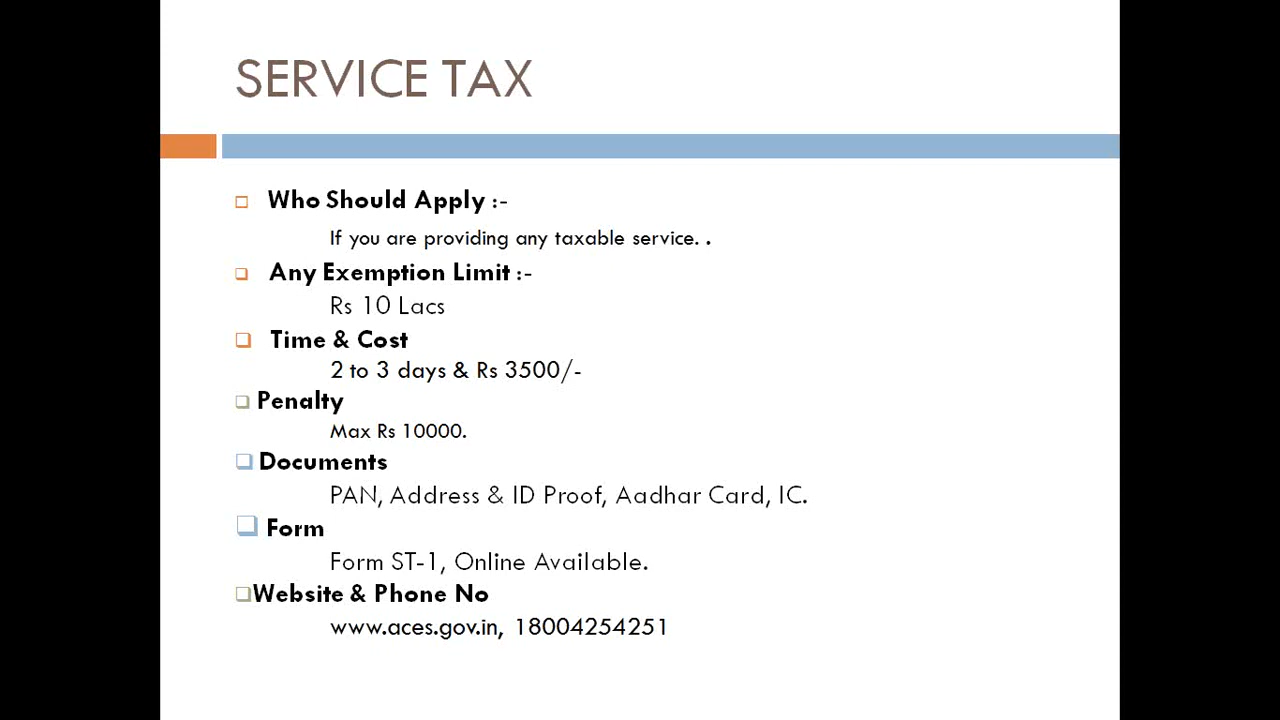 SERVICE TAX
Who Should Apply :-
If you are providing any taxable service. .
Any Exemption Limit :-
Rs 10 Lacs
Time & Cost
2 to 3 days & Rs 3500/-
Penalty
Max Rs 10000.
Documents
PAN, Address & ID Proof, Aadhar Card, IC.
Form
Form ST-1, Online Available.
Website & Phone No
www.aces.gov.in, 18004254251